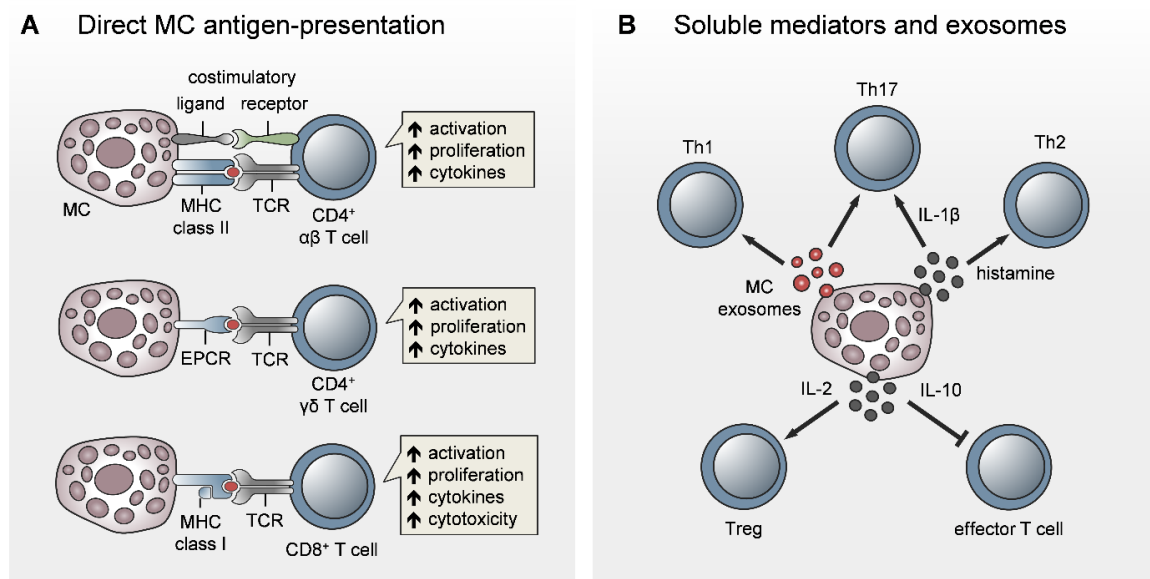 A Direct MC antigen-presentation
costimulatory
ligand receptor
MC
MHC
class II
TCR
CD4⁺
αβ T cell
🡅 activation
🡅 proliferation
🡅 cytokines
EPCR
TCR
CD4⁺
γδ T cell
🡅 activation
🡅 proliferation
🡅 cytokines
MHC
class I
TCR
CD8⁺ T cell
🡅 activation
🡅 proliferation
🡅 cytokines
🡅 cytotoxicity
B Soluble mediators and exosomes
Th17
Th1
Th2
IL-1β
MC
exosomes
histamine
IL-2
IL-10
Treg
effector T cell